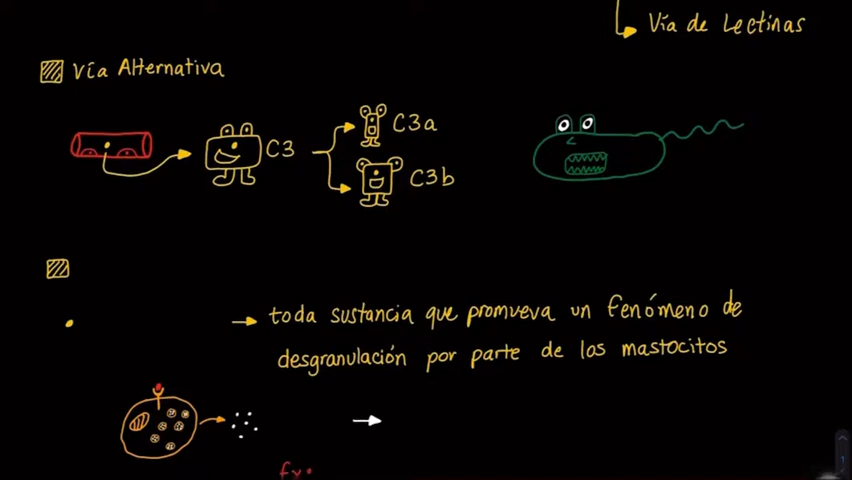 Vía de Lectinas
Vía Alternativa
C3
C3a
C3b
toda sustancia que promueva un fenómeno de
desgranulación por parte de los mastocitos